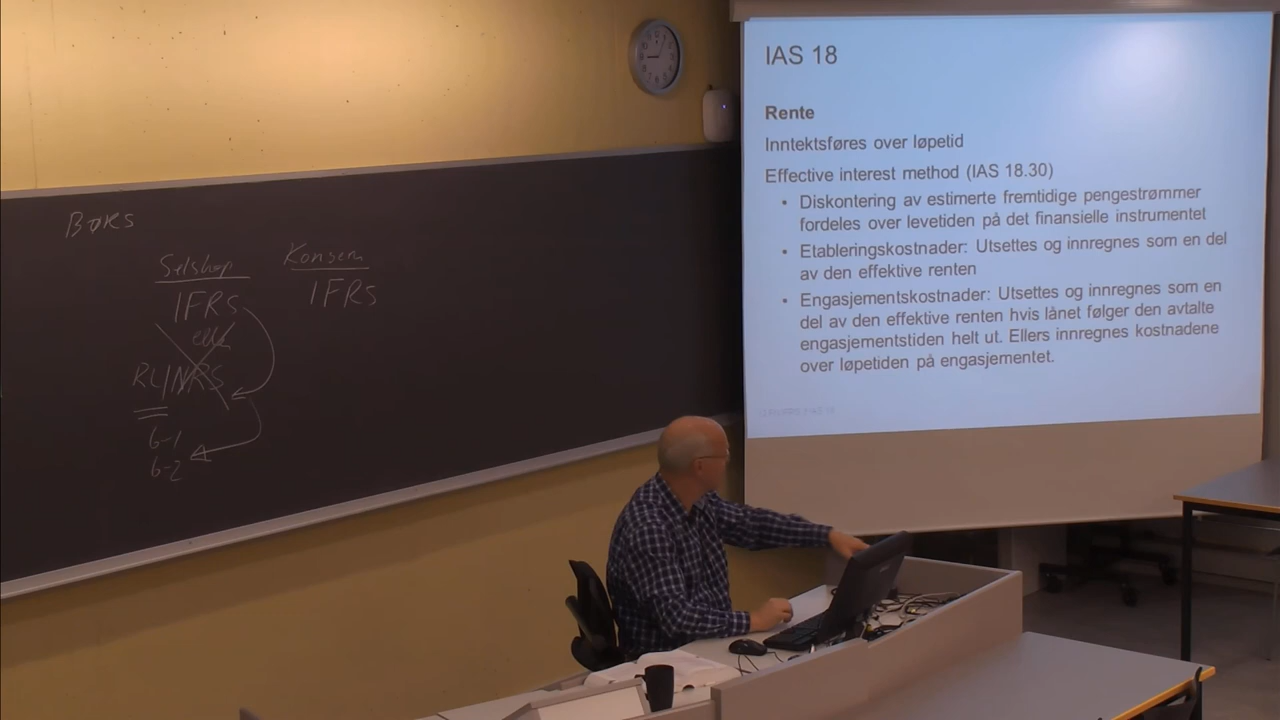 BØRS
Selskap Konsern
IFRS IFRS
eller
RL/NRS
6-1
6-2
IAS 18
Rente
Inntektsføres over løpetid
Effective interest method (IAS 18.30)
• Diskontering av estimerte fremtidige pengestrømmer
fordeles over levetiden på det finansielle instrumentet
• Etableringskostnader: Utsettes og innregnes som en del
av den effektive renten
• Engasjementskostnader: Utsettes og innregnes som en
del av den effektive renten hvis lånet følger den avtalte
engasjementstiden helt ut. Ellers innregnes kostnadene
over løpetiden på engasjementet.